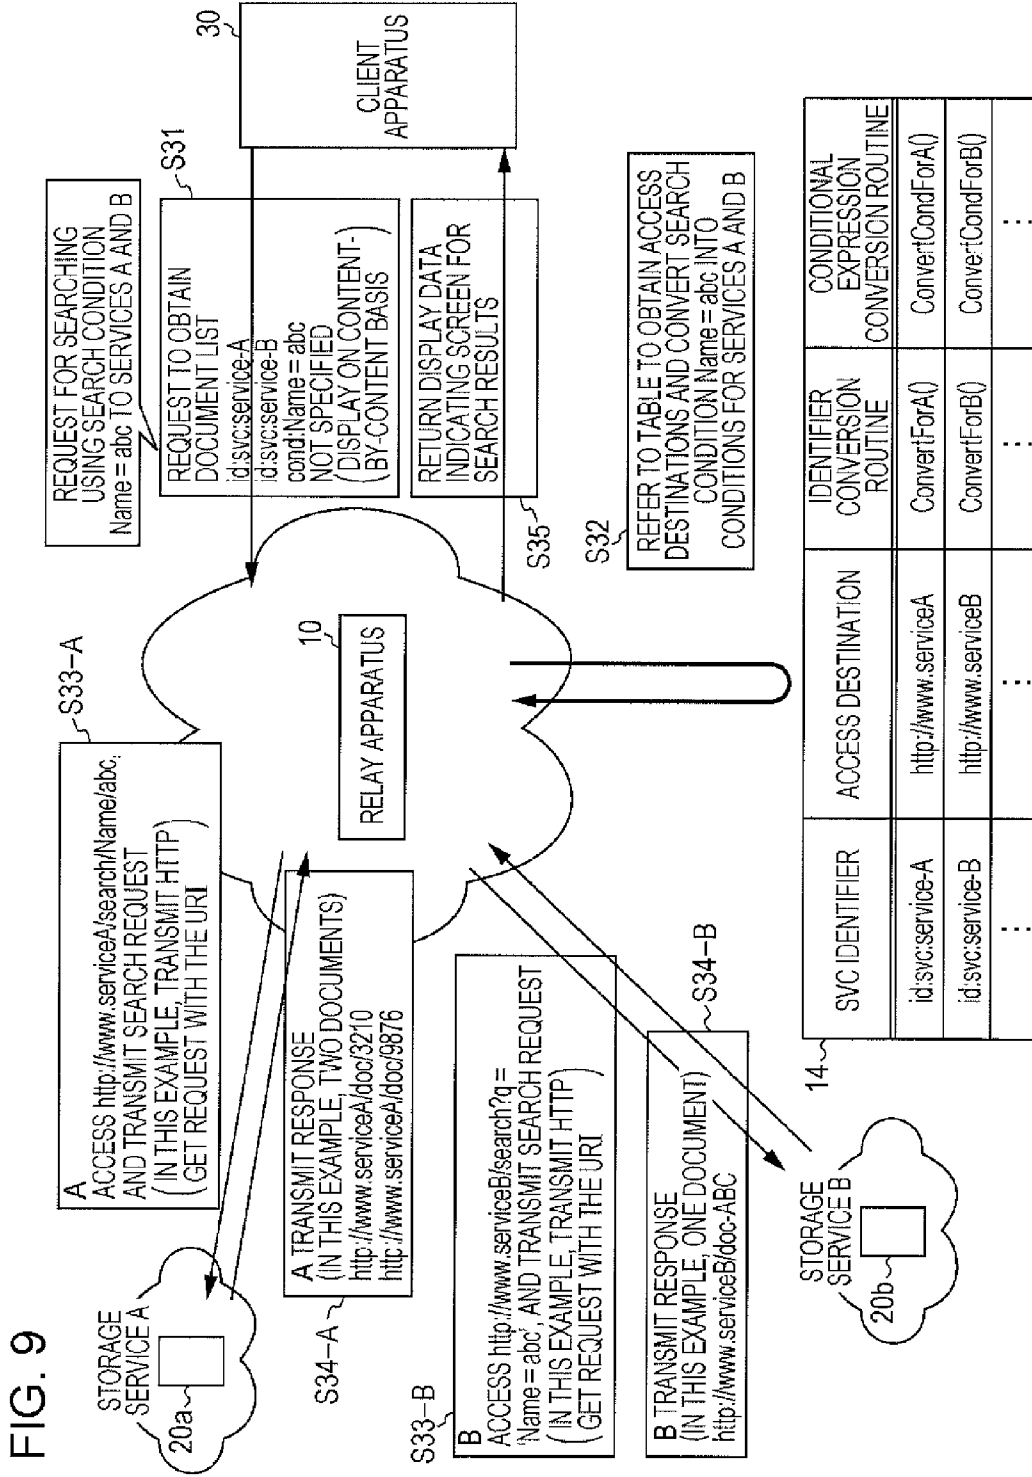 FIG. 9
STORAGE
SERVICE A
20a
S33-A
A
ACCESS http://www.serviceA/search/Name/abc,
AND TRANSMIT SEARCH REQUEST
(IN THIS EXAMPLE, TRANSMIT HTTP
GET REQUEST WITH THE URI)
S34-A
A TRANSMIT RESPONSE
(IN THIS EXAMPLE, TWO DOCUMENTS)
http://www.serviceA/doc/3210
http://www.serviceA/doc/9876
S33-B
B
ACCESS http://www.serviceB/search?q =
'Name = abc', AND TRANSMIT SEARCH REQUEST
(IN THIS EXAMPLE, TRANSMIT HTTP
GET REQUEST WITH THE URI)
B TRANSMIT RESPONSE
(IN THIS EXAMPLE, ONE DOCUMENT)
http://www.serviceB/doc-ABC
S34-B
STORAGE
SERVICE B
20b
10
RELAY APPARATUS
REQUEST FOR SEARCHING
USING SEARCH CONDITION
Name = abc TO SERVICES A AND B
S31
REQUEST TO OBTAIN
DOCUMENT LIST
id:svc:service-A
id:svc:service-B
cond:Name = abc
NOT SPECIFIED
(DISPLAY ON CONTENT-
BY-CONTENT BASIS)
RETURN DISPLAY DATA
INDICATING SCREEN FOR
SEARCH RESULTS
S35
30
CLIENT
APPARATUS
S32
REFER TO TABLE TO OBTAIN ACCESS
DESTINATIONS AND CONVERT SEARCH
CONDITION Name = abc INTO
CONDITIONS FOR SERVICES A AND B
14
SVC IDENTIFIER ACCESS DESTINATION IDENTIFIER CONVERSION ROUTINE CONDITIONAL EXPRESSION CONVERSION ROUTINE
id:svc:service-A http://www.serviceA ConvertForA() ConvertCondForA()
id:svc:service-B http://www.serviceB ConvertForB() ConvertCondForB()
⋮ ⋮ ⋮ ⋮